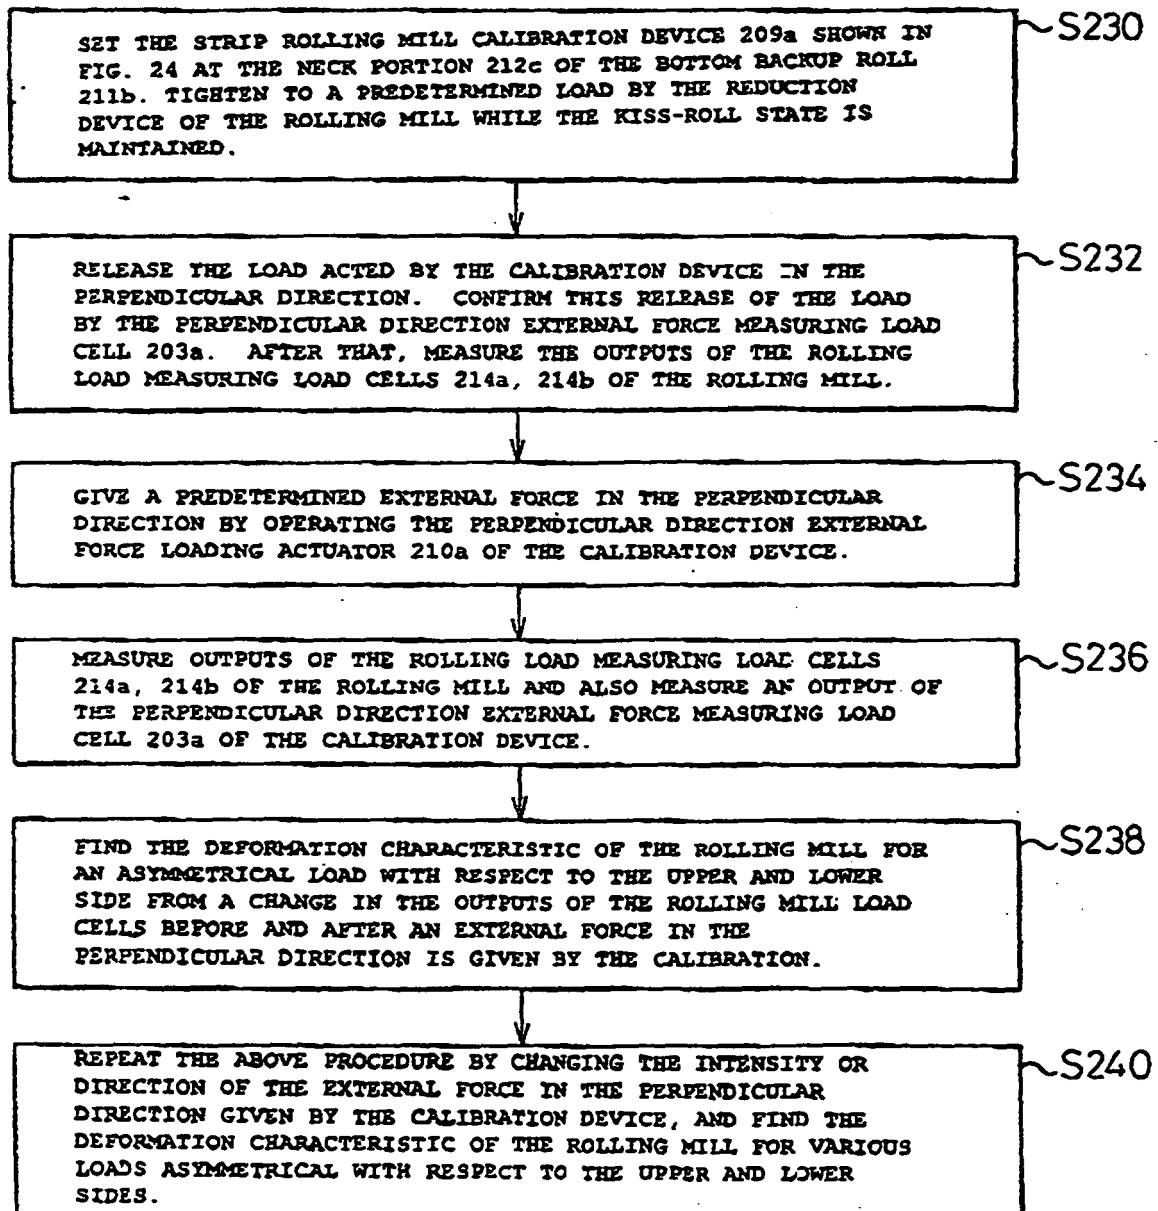 SET THE STRIP ROLLING MILL CALIBRATION DEVICE 209a SHOWN IN
FIG. 24 AT THE NECK PORTION 212c OF THE BOTTOM BACKUP ROLL
211b. TIGHTEN TO A PREDETERMINED LOAD BY THE REDUCTION
DEVICE OF THE ROLLING MILL WHILE THE KISS-ROLL STATE IS
MAINTAINED.
S230
RELEASE THE LOAD ACTED BY THE CALIBRATION DEVICE IN THE
PERPENDICULAR DIRECTION. CONFIRM THIS RELEASE OF THE LOAD
BY THE PERPENDICULAR DIRECTION EXTERNAL FORCE MEASURING LOAD
CELL 203a. AFTER THAT, MEASURE THE OUTPUTS OF THE ROLLING
LOAD MEASURING LOAD CELLS 214a, 214b OF THE ROLLING MILL.
S232
GIVE A PREDETERMINED EXTERNAL FORCE IN THE PERPENDICULAR
DIRECTION BY OPERATING THE PERPENDICULAR DIRECTION EXTERNAL
FORCE LOADING ACTUATOR 210a OF THE CALIBRATION DEVICE.
S234
MEASURE OUTPUTS OF THE ROLLING LOAD MEASURING LOAD CELLS
214a, 214b OF THE ROLLING MILL AND ALSO MEASURE AN OUTPUT OF
THE PERPENDICULAR DIRECTION EXTERNAL FORCE MEASURING LOAD
CELL 203a OF THE CALIBRATION DEVICE.
S236
FIND THE DEFORMATION CHARACTERISTIC OF THE ROLLING MILL FOR
AN ASYMMETRICAL LOAD WITH RESPECT TO THE UPPER AND LOWER
SIDE FROM A CHANGE IN THE OUTPUTS OF THE ROLLING MILL LOAD
CELLS BEFORE AND AFTER AN EXTERNAL FORCE IN THE
PERPENDICULAR DIRECTION IS GIVEN BY THE CALIBRATION.
S238
REPEAT THE ABOVE PROCEDURE BY CHANGING THE INTENSITY OR
DIRECTION OF THE EXTERNAL FORCE IN THE PERPENDICULAR
DIRECTION GIVEN BY THE CALIBRATION DEVICE, AND FIND THE
DEFORMATION CHARACTERISTIC OF THE ROLLING MILL FOR VARIOUS
LOADS ASYMMETRICAL WITH RESPECT TO THE UPPER AND LOWER
SIDES.
S240